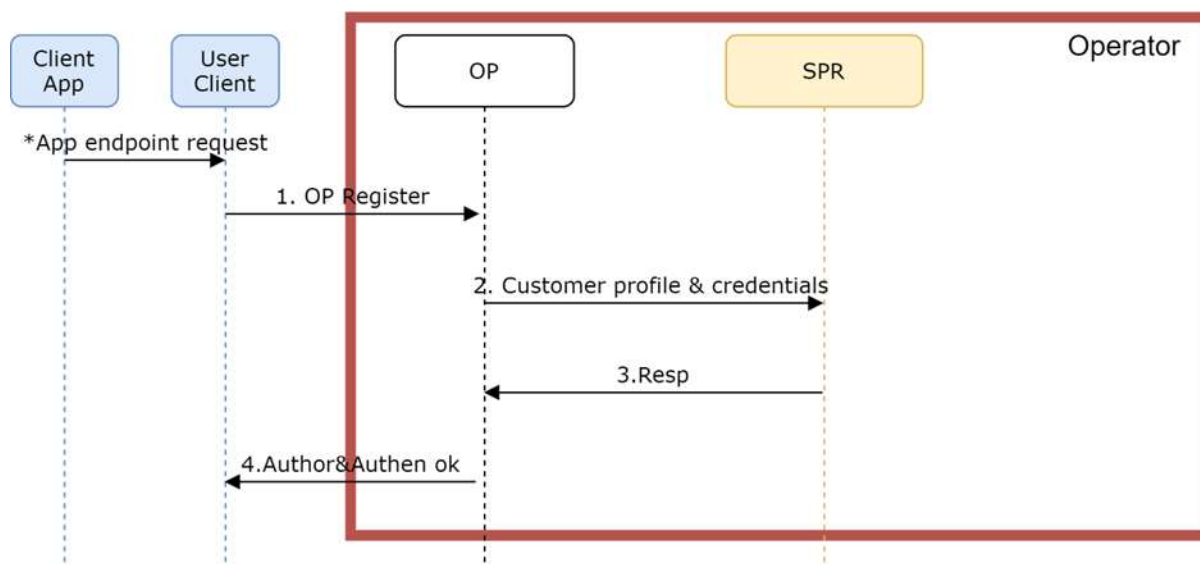 Operator
Client
App
User
Client
OP
SPR
*App endpoint request
1. OP Register
2. Customer profile & credentials
3.Resp
4.Author&Authen ok